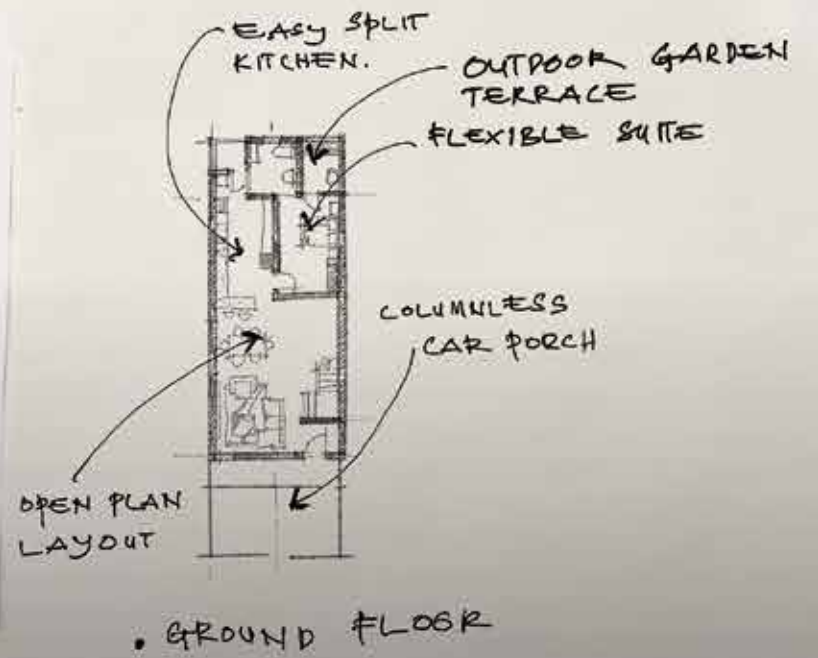 EASY SPLIT
KITCHEN.
OUTDOOR GARDEN
TERRACE
FLEXIBLE SUITE
COLUMNLESS
CAR PORCH
OPEN PLAN
LAYOUT
. GROUND FLOOR